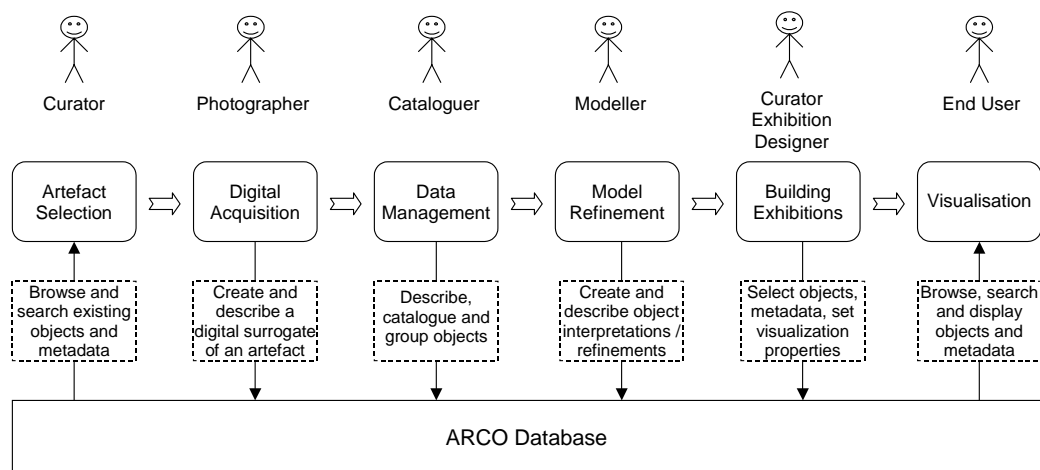 Curator
Photographer
Cataloguer
Modeller
Curator
Exhibition
Designer
End User
Artefact
Selection
Digital
Acquisition
Data
Management
Model
Refinement
Building
Exhibitions
Visualisation
Browse and
search existing
objects and
metadata
Create and
describe a
digital surrogate
of an artefact
Describe,
catalogue and
group objects
Create and
describe object
interpretations /
refinements
Select objects,
metadata, set
visualization
properties
Browse, search
and display
objects and
metadata
ARCO Database